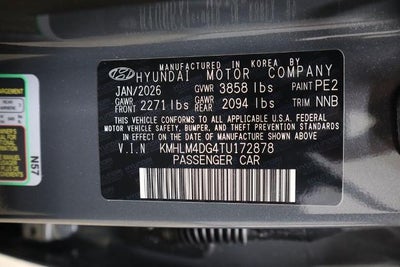 MANUFACTURED IN KOREA BY
HYUNDAI MOTOR COMPANY
JAN/2026 GVWR 3858 lbs PAINT PE2
GAWR FRONT 2271 lbs GAWR REAR 2094 lbs TRIM NNB
THIS VEHICLE CONFORMS TO ALL APPLICABLE U.S.A FEDERAL
MOTOR VEHICLE SAFETY, BUMPER, AND THEFT PREVENTION STANDARDS IN
EFFECT ON THE DATE OF MANUFACTURE SHOWN ABOVE
V.I.N KMHLM4DG4TU172878
PASSENGER CAR
N57